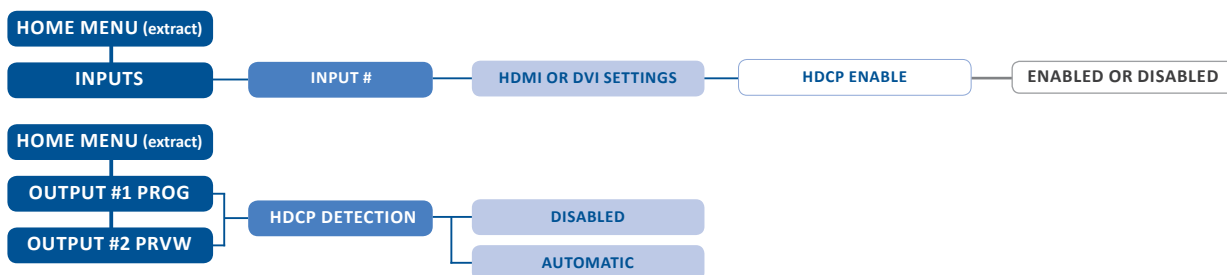 HOME MENU (extract)
INPUTS
INPUT #
HDMI OR DVI SETTINGS
HDCP ENABLE
ENABLED OR DISABLED
HOME MENU (extract)
OUTPUT #1 PROG
OUTPUT #2 PRVW
HDCP DETECTION
DISABLED
AUTOMATIC